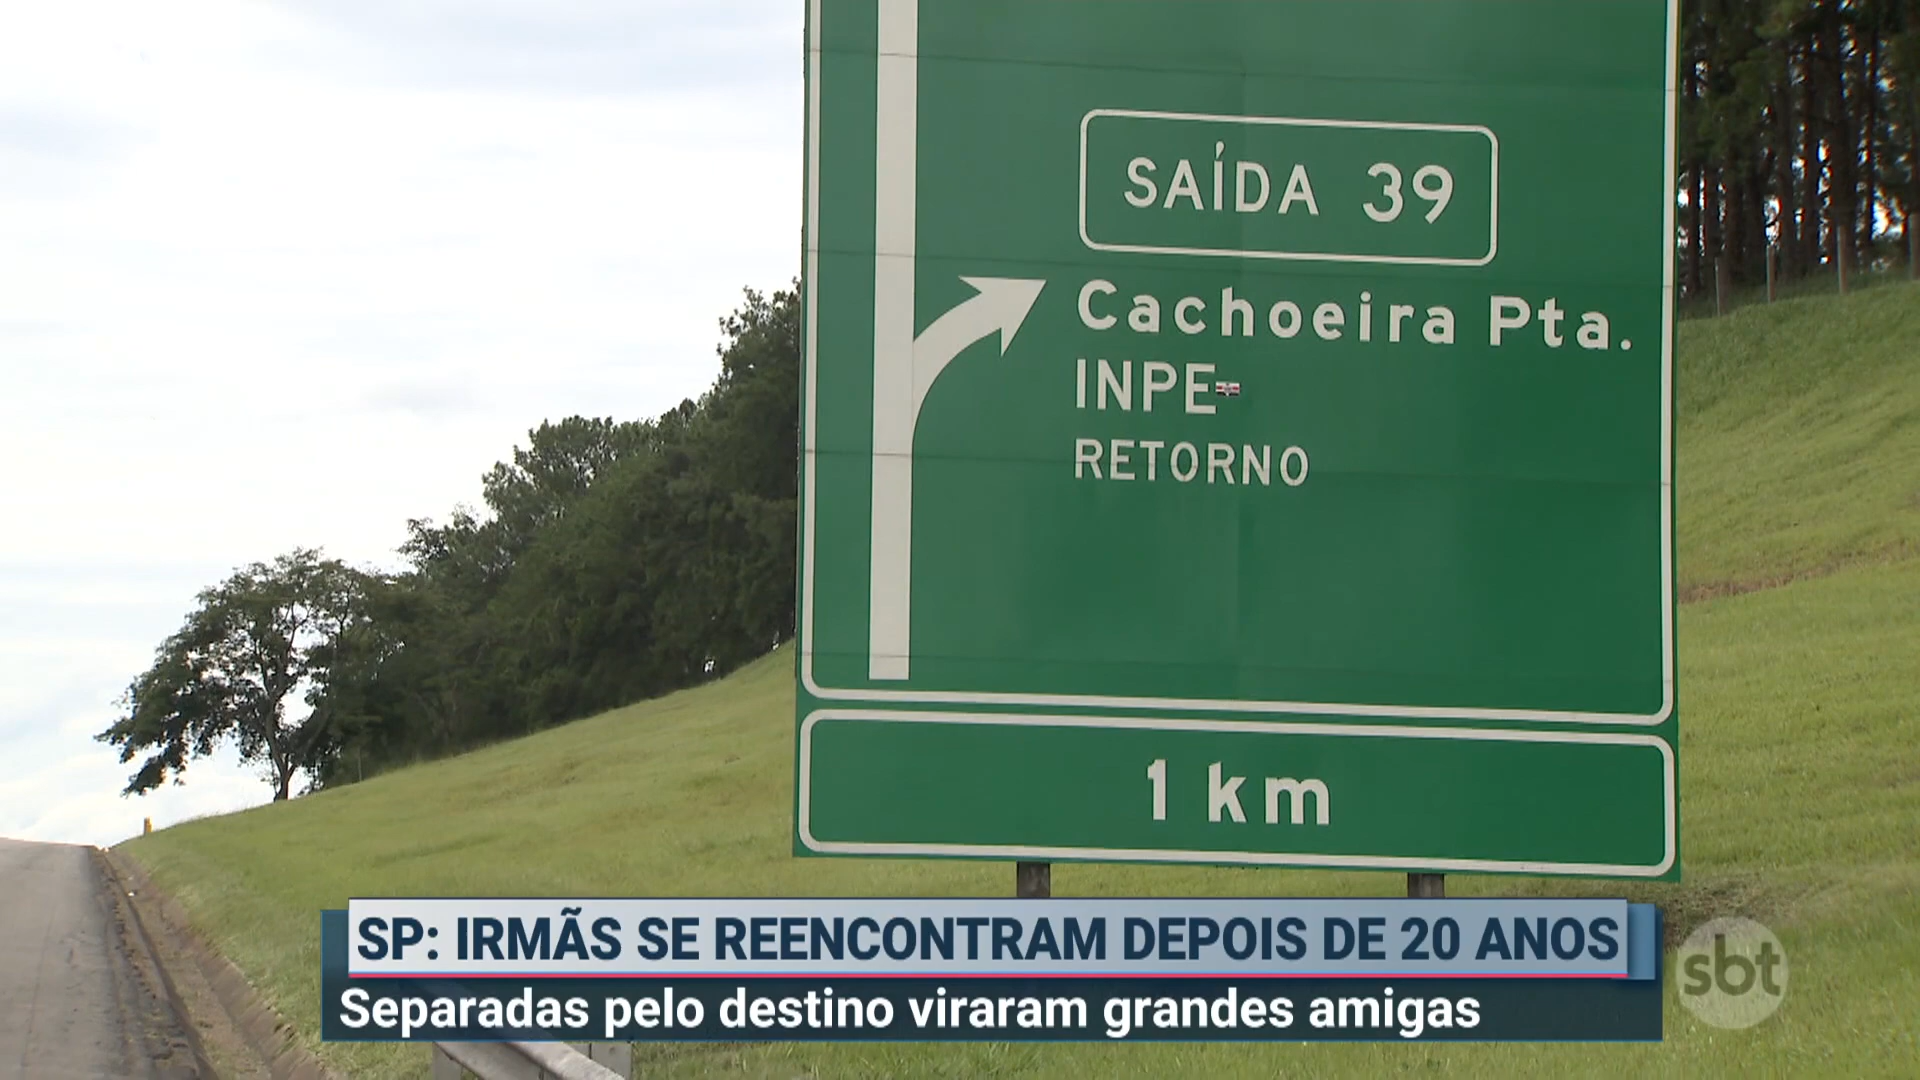 SAÍDA 39
Cachoeira Pta.
INPE
RETORNO
1 km
SP: IRMÃS SE REENCONTRAM DEPOIS DE 20 ANOS
Separadas pelo destino viraram grandes amigas
sbt